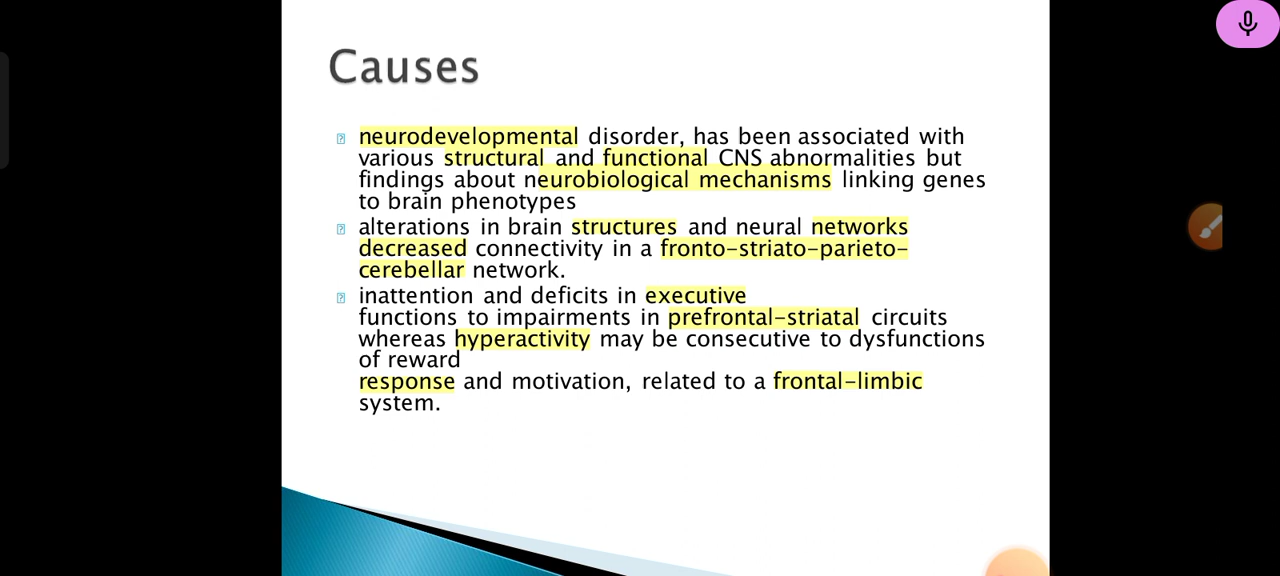 Causes
neurodevelopmental disorder, has been associated with
various structural and functional CNS abnormalities but
findings about neurobiological mechanisms linking genes
to brain phenotypes
alterations in brain structures and neural networks
decreased connectivity in a fronto-striato-parieto-
cerebellar network.
inattention and deficits in executive
functions to impairments in prefrontal-striatal circuits
whereas hyperactivity may be consecutive to dysfunctions
of reward
response and motivation, related to a frontal-limbic
system.